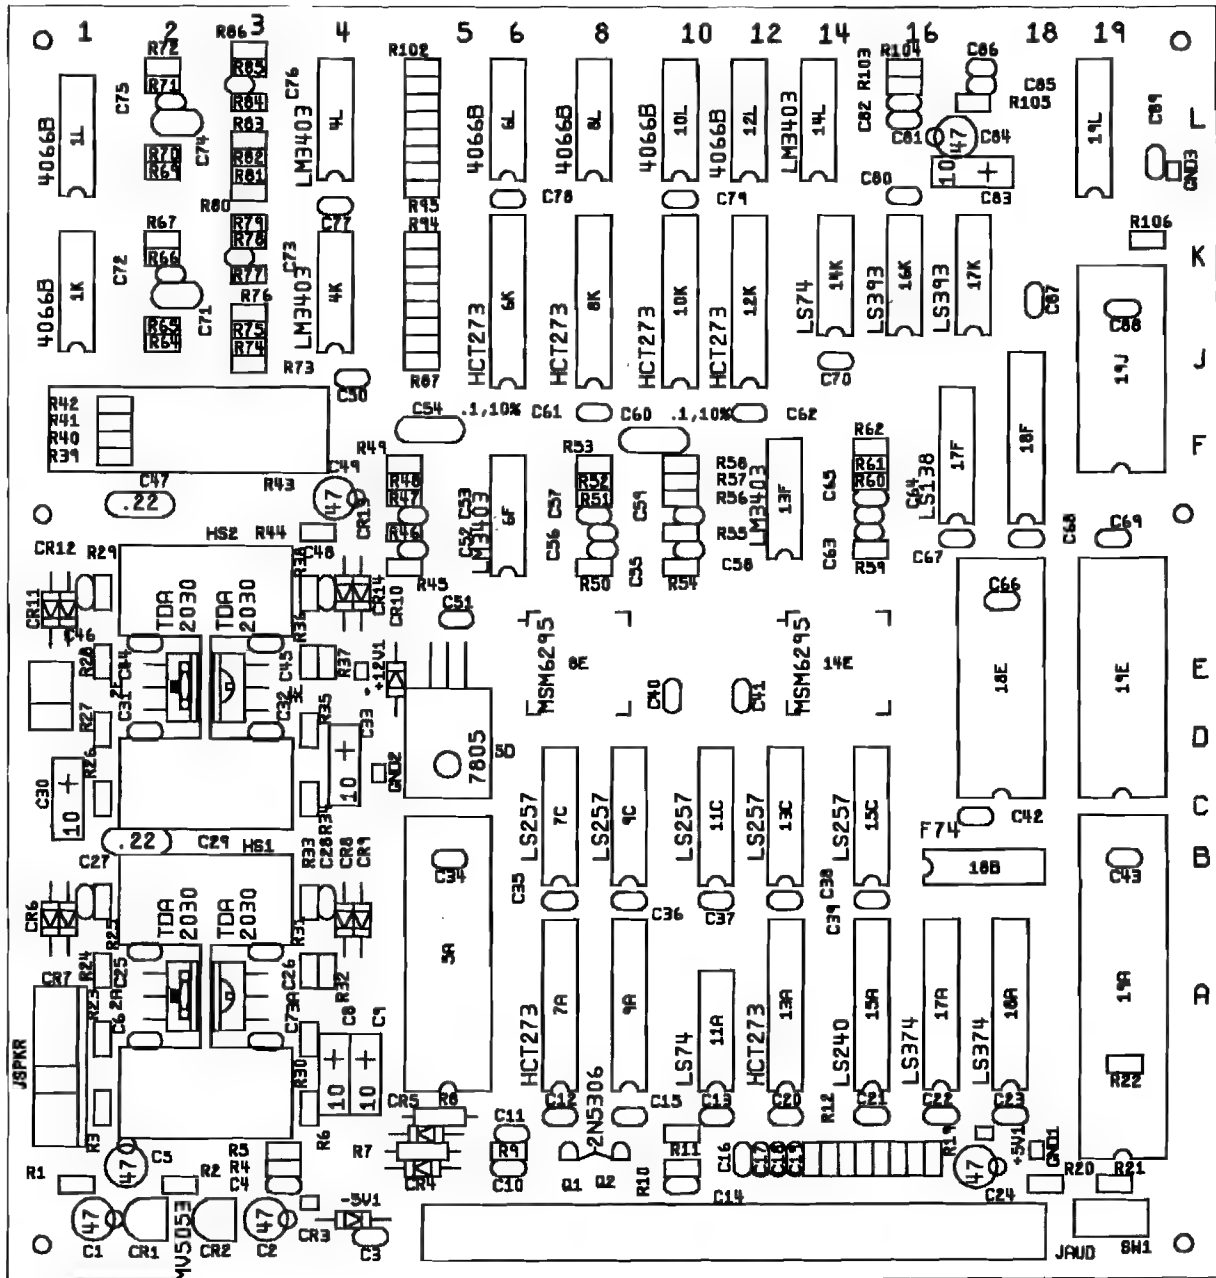 1 2 3 4 5 6 8 10 12 14 16 18 19
R72 R86 R102 R103 R104 C86
R71 R85 C76 C85
C75 R84 C82 R105 C89
4066B 1L C74 R83 LM3403 4L 4066B 6L 4066B 8L 4066B 10L 4066B 12L LM3403 14L C81 47 C84 19L L
R70 R82
R69 R81 10 + C83 GND3
R80 R95 C78 C79 C80
R67 R79 C77 R94 R106
R78 K
C72 R66 C73
4066B 1K R77 LM3403 4K HCT273 6K HCT273 8K HCT273 10K HCT273 12K LS74 14K LS393 16K LS393 17K C87 C88
C71 R76
R65 R75
R64 R74 J
R73 R87 C70 19J
C50
R42 C54 .1,10% C61 C60 .1,10% C62
R41
R40 R62 F
R39 R49 R53 R58 R61 LS138 17F 18F
C47 R43 C49 R48 R52 R57 R60
.22 47 R47 C53 LM3403 6F C57 R51 C59 R56 LM3403 13F C65 C64
HS2 R44 CR13 R46 C52 C56 R55 C67 C68 C69
CR12 R29 R38 C48 C55 C58 C63 R59
R45 R50 R54
CR11 TDA 2030 TDA 2030 CR14 CR10 C51 C66
C46 R36 MSM6295 8E MSM6295 14E
R28 C44 C45 R37 +12V1 18E 19E E
2F C40 C41
R27 C31 C32 R35 C33 D
R26 GND2 7805 5D
C30 10 + 10 + LS257 7C LS257 9C LS257 11C LS257 13C LS257 15C C
R34 F74 C42
.22 C29 HS1 R33 C28 CR8 CR9 B
C27 C34 18B C43
CR6 R25 TDA 2030 TDA 2030 R31 C35 C36 C37 C38 C39
CR7 R24 C25 C26 R32 5A 19A A
R23 2A 3A C8 C9 HCT273 7A 9A LS74 11A HCT273 13A LS240 15A LS374 17A LS374 18A
JSPKR C6 C7 R30 10 + 10 + R22
CR5 R8 C12 2N5306 C15 C13 C20 R12 C21 C22 C23
R3 C5 R5 R6 C11 R11 R19 +5V1 GND1
R4 R7 R9 C16 C17 C18 C19
R1 47 R2 C4 CR4 C10 Q1 Q2 R10 C14 47 C24 R20 R21
47 MV5053 47 -5V1
C1 CR1 CR2 C2 CR3 C3 JAUD SW1